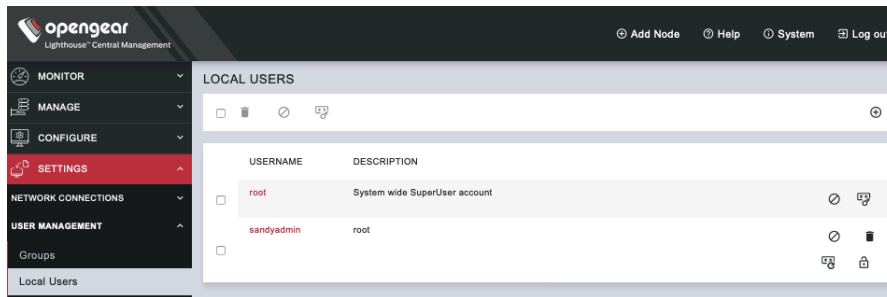 opengear
Lighthouse™ Central Management
Add Node Help System Log out
MONITOR
MANAGE
CONFIGURE
SETTINGS
NETWORK CONNECTIONS
USER MANAGEMENT
Groups
Local Users
LOCAL USERS
USERNAME DESCRIPTION
root System wide SuperUser account
sandyadmin root